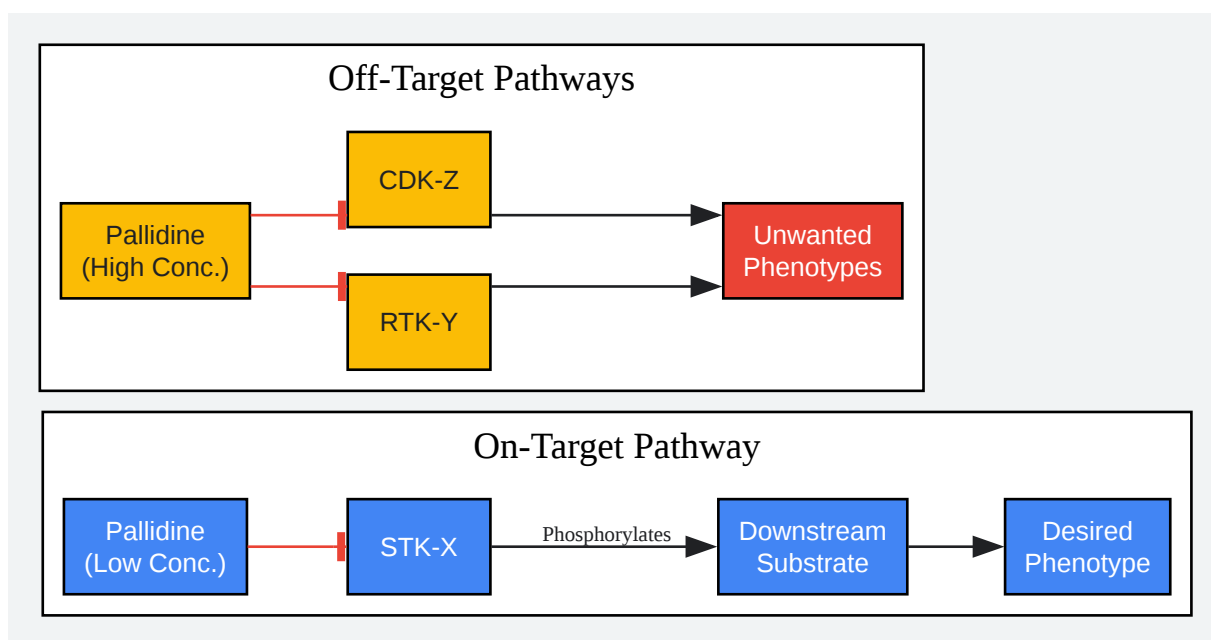 Off-Target Pathways
CDK-Z
Pallidine
(High Conc.)
Unwanted
Phenotypes
RTK-Y
On-Target Pathway
Pallidine
(Low Conc.)
STK-X
Phosphorylates
Downstream
Substrate
Desired
Phenotype